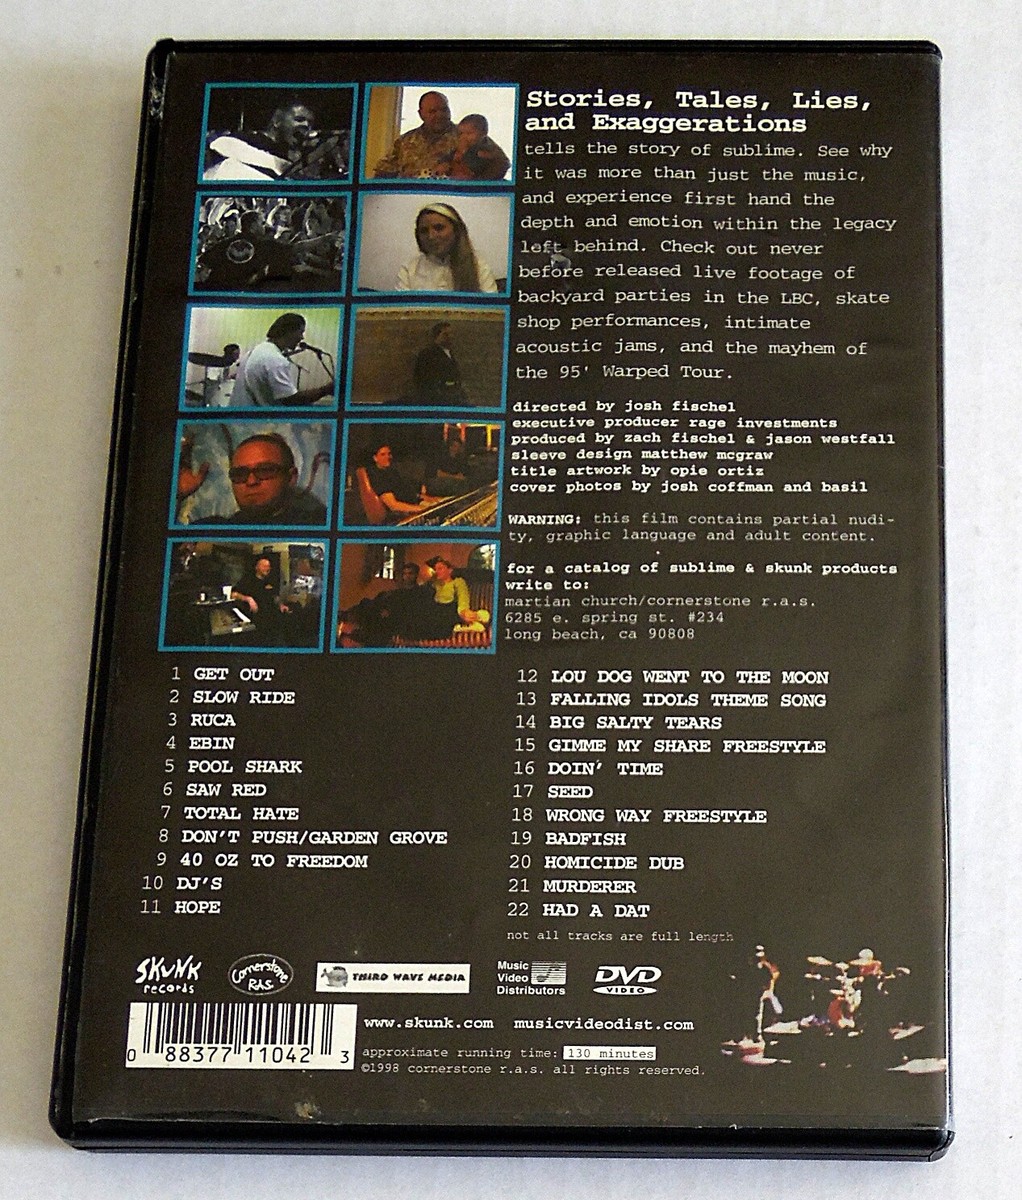 Stories, Tales, Lies,
and Exaggerations
tells the story of sublime. See why
it was more than just the music,
and experience first hand the
depth and emotion within the legacy
left behind. Check out never
before released live footage of
backyard parties in the LBC, skate
shop performances, intimate
acoustic jams, and the mayhem of
the 95' Warped Tour.
directed by josh fischel
executive producer rage investments
produced by zach fischel & jason westfall
sleeve design matthew mcgraw
title artwork by opie ortiz
cover photos by josh coffman and basil
WARNING: this film contains partial nudi-
ty, graphic language and adult content.
for a catalog of sublime & skunk products
write to:
martian church/cornerstone r.a.s.
6285 e. spring st. #234
long beach, ca 90808
1 GET OUT
2 SLOW RIDE
3 RUCA
4 EBIN
5 POOL SHARK
6 SAW RED
7 TOTAL HATE
8 DON'T PUSH/GARDEN GROVE
9 40 OZ TO FREEDOM
10 DJ'S
11 HOPE
12 LOU DOG WENT TO THE MOON
13 FALLING IDOLS THEME SONG
14 BIG SALTY TEARS
15 GIMME MY SHARE FREESTYLE
16 DOIN' TIME
17 SEED
18 WRONG WAY FREESTYLE
19 BADFISH
20 HOMICIDE DUB
21 MURDERER
22 HAD A DAT
not all tracks are full length
SKUNK
records
Cornerstone
R.A.S.
THIRD WAVE MEDIA
Music
Video
Distributors
DVD
VIDEO
www.skunk.com musicvideodist.com
0 88377 11042 3
approximate running time: 130 minutes
©1998 cornerstone r.a.s. all rights reserved.